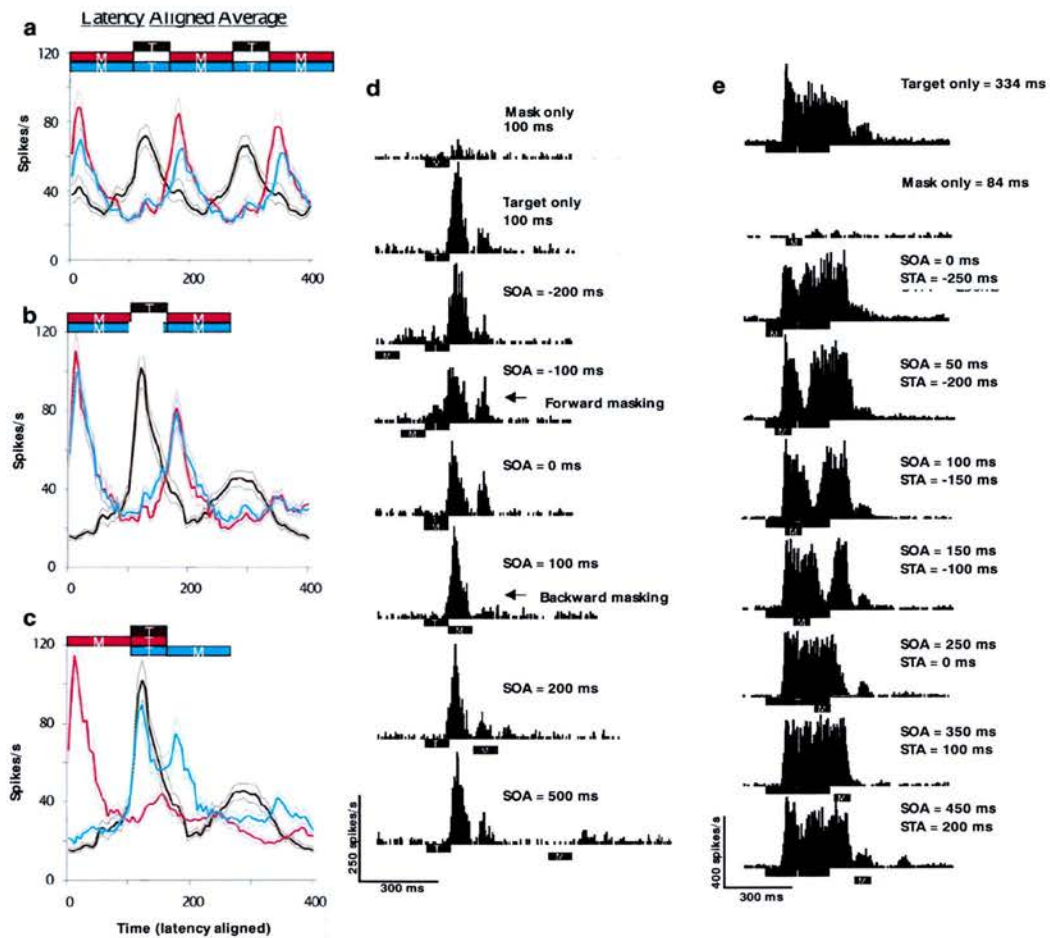 Latency Aligned Average
a
T T
M M M
M T M T M
120
80
40
0
Spikes/s
0 200 400
b
T
M M
M M
120
80
40
0
Spikes/s
0 200 400
c
T
M T
T M
120
80
40
0
Spikes/s
0 200 400
Time (latency aligned)
d
Mask only
100 ms
Target only
100 ms
T
SOA = -200 ms
T
SOA = -100 ms
Forward masking
M
SOA = 0 ms
SOA = 100 ms
Backward masking
T
M
SOA = 200 ms
T
SOA = 500 ms
T
250 spikes/s
300 ms
e
Target only = 334 ms
Mask only = 84 ms
M
SOA = 0 ms
STA = -250 ms
M
SOA = 50 ms
STA = -200 ms
M
SOA = 100 ms
STA = -150 ms
M
SOA = 150 ms
STA = -100 ms
M
SOA = 250 ms
STA = 0 ms
SOA = 350 ms
STA = 100 ms
SOA = 450 ms
STA = 200 ms
400 spikes/s
300 ms